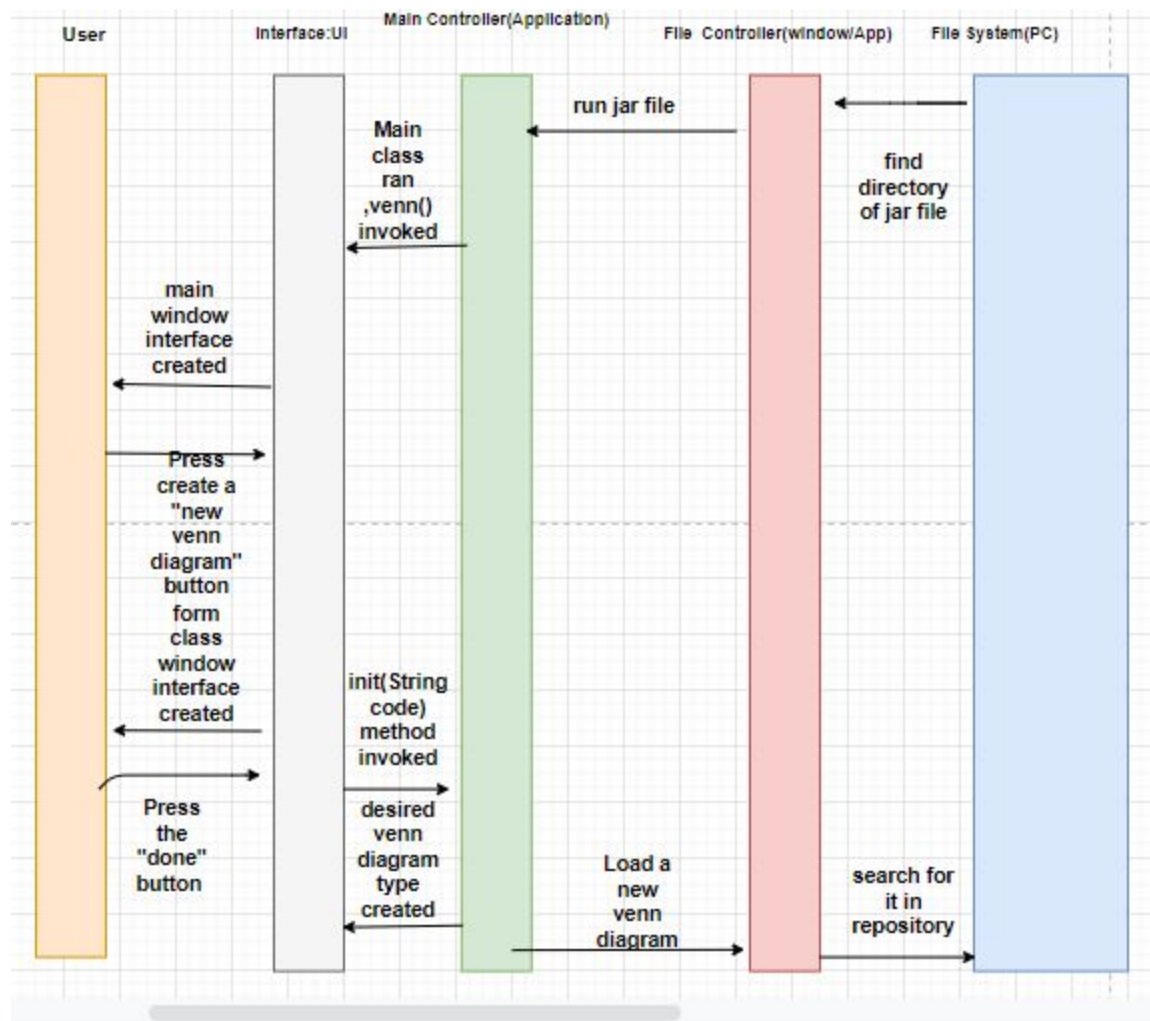 User
Interface:UI
Main Controller(Application)
File Controller(window/App)
File System(PC)
run jar file
find
directory
of jar file
Main
class
ran
,venn()
invoked
main
window
interface
created
Press
create a
"new
venn
diagram"
button
form
class
window
interface
created
init(String
code)
method
invoked
Press
the
"done"
button
desired
venn
diagram
type
created
Load a
new
venn
diagram
search for
it in
repository